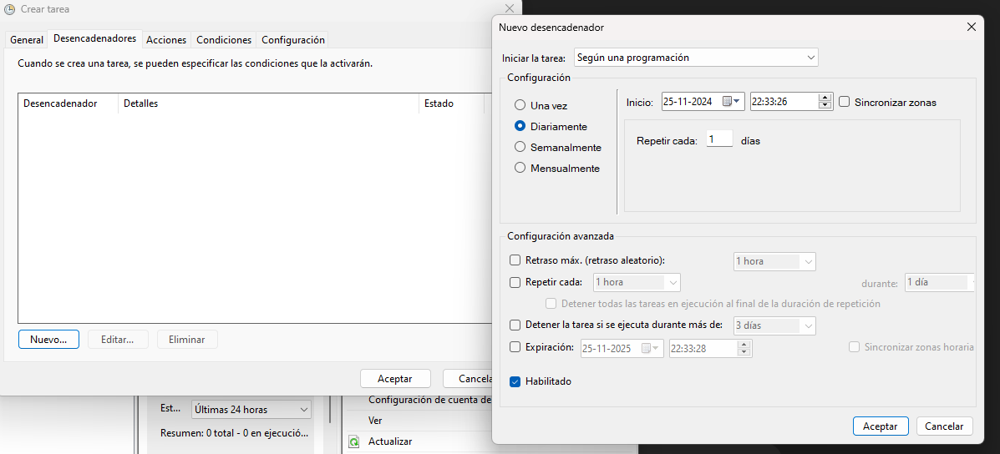 Crear tarea
General Desencadenadores Acciones Condiciones Configuración
Cuando se crea una tarea, se pueden especificar las condiciones que la activarán.
Desencadenador Detalles Estado
Nuevo... Editar... Eliminar
Aceptar Cancela
Configuración de cuenta de
Est... Últimas 24 horas
Ver
Resumen: 0 total - 0 en ejecució...
Actualizar
Nuevo desencadenador
Iniciar la tarea: Según una programación
Configuración
Una vez
Diariamente
Semanalmente
Mensualmente
Inicio: 25-11-2024 22:33:26 Sincronizar zonas
Repetir cada: 1 días
Configuración avanzada
Retraso máx. (retraso aleatorio): 1 hora
Repetir cada: 1 hora durante: 1 día
Detener todas las tareas en ejecución al final de la duración de repetición
Detener la tarea si se ejecuta durante más de: 3 días
Expiración: 25-11-2025 22:33:28 Sincronizar zonas horaria
Habilitado
Aceptar Cancelar